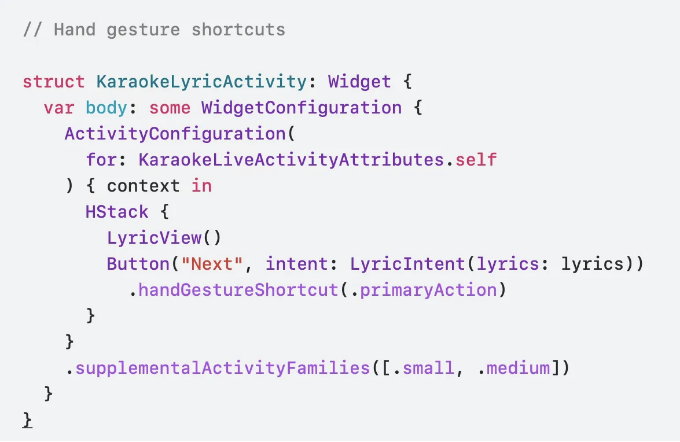 // Hand gesture shortcuts

struct KaraokeLyricActivity: Widget {
  var body: some WidgetConfiguration {
    ActivityConfiguration(
      for: KaraokeLiveActivityAttributes.self
    ) { context in
      HStack {
        LyricView()
        Button("Next", intent: LyricIntent(lyrics: lyrics))
          .handGestureShortcut(.primaryAction)
      }
    }
    .supplementalActivityFamilies([.small, .medium])
  }
}